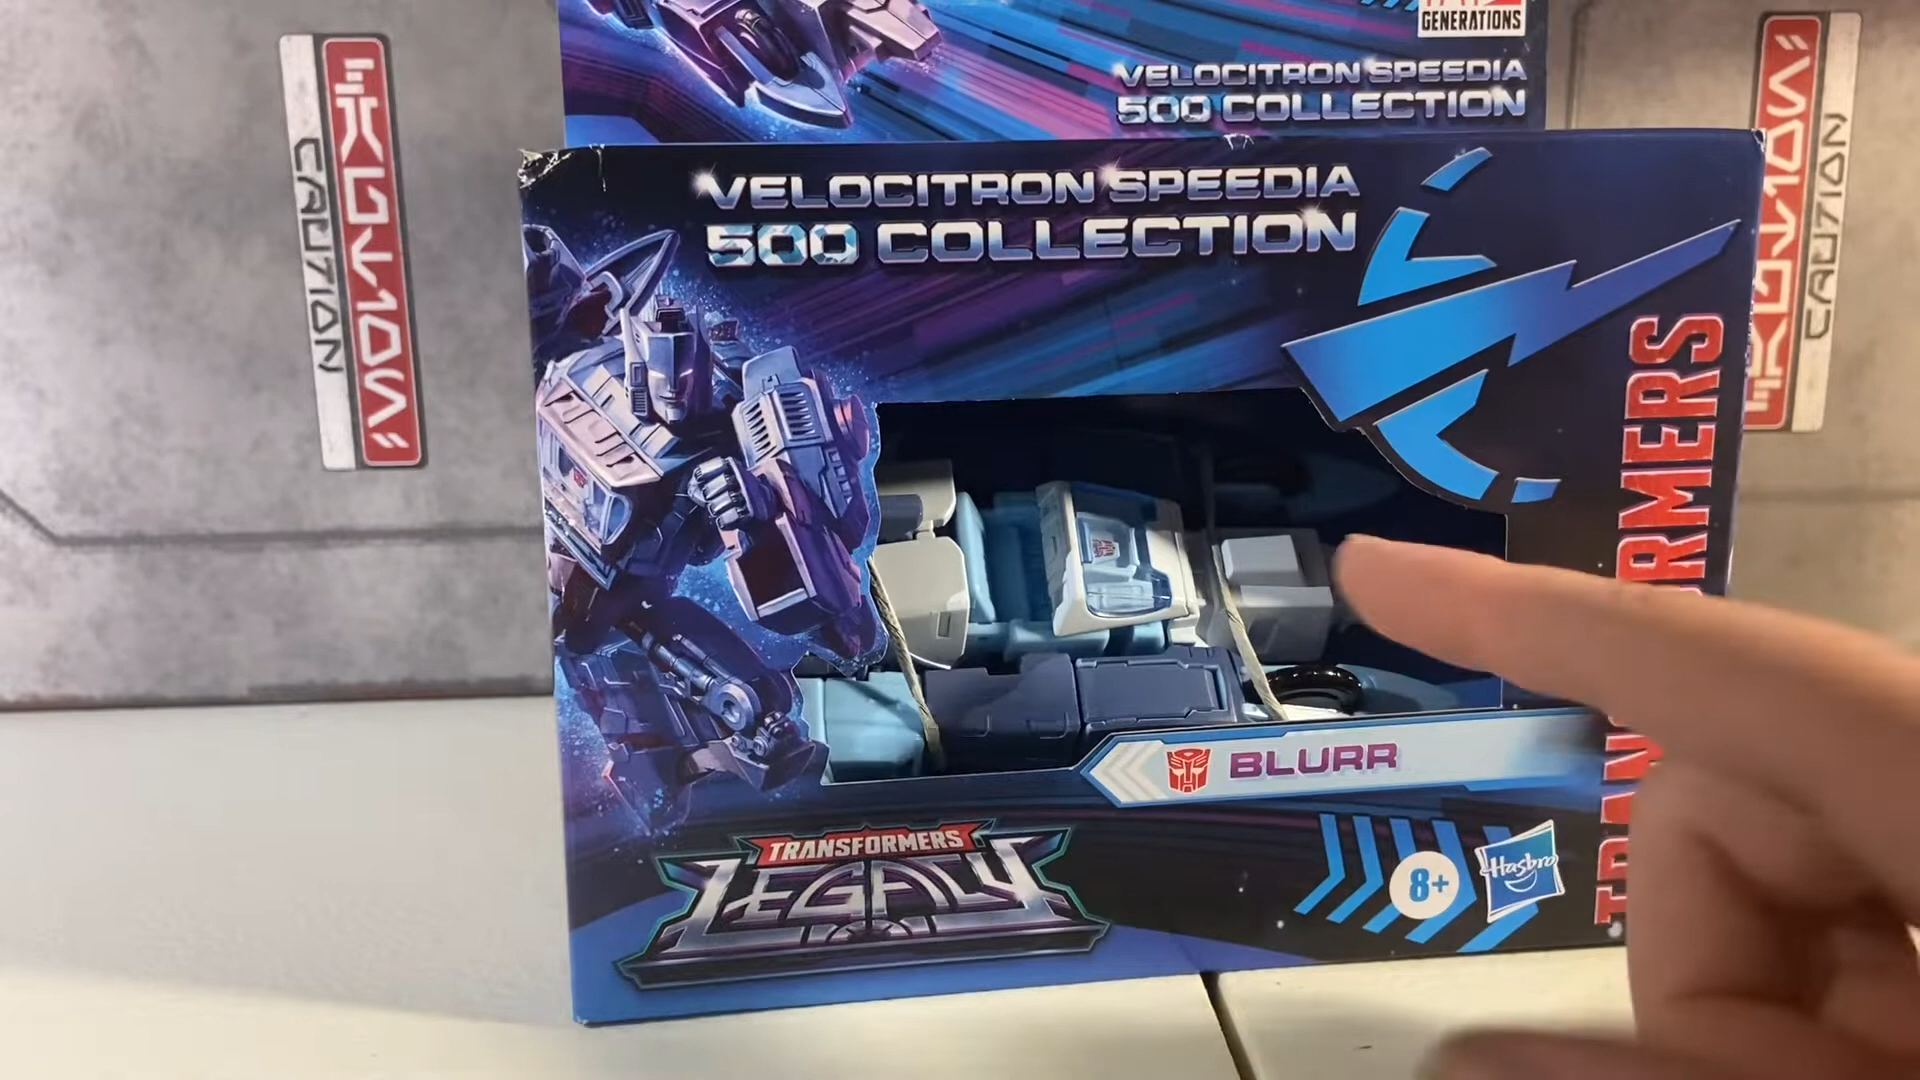 GENERATIONS
VELOCITRON SPEEDIA
500 COLLECTION
CAUTION
CAUTION
VELOCITRON SPEEDIA
500 COLLECTION
BLURR
TRANSFORMERS
LEGACY
8+
Hasbro